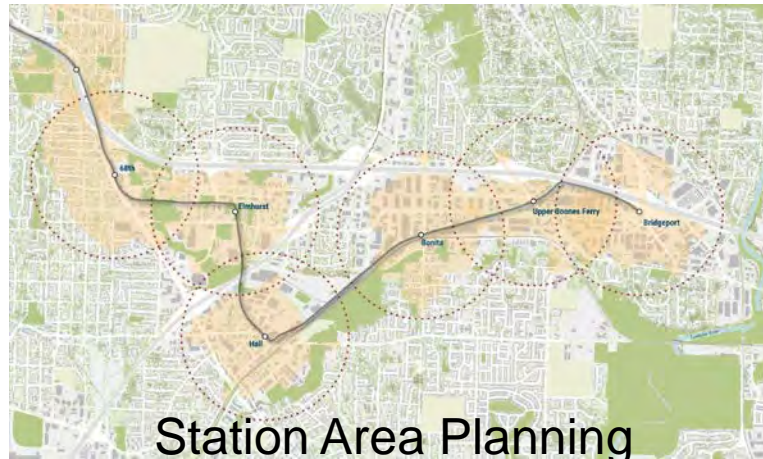 68th
Elmhurst
Upper Boones Ferry
Bridgeport
Bonita
Hall
Station Area Planning